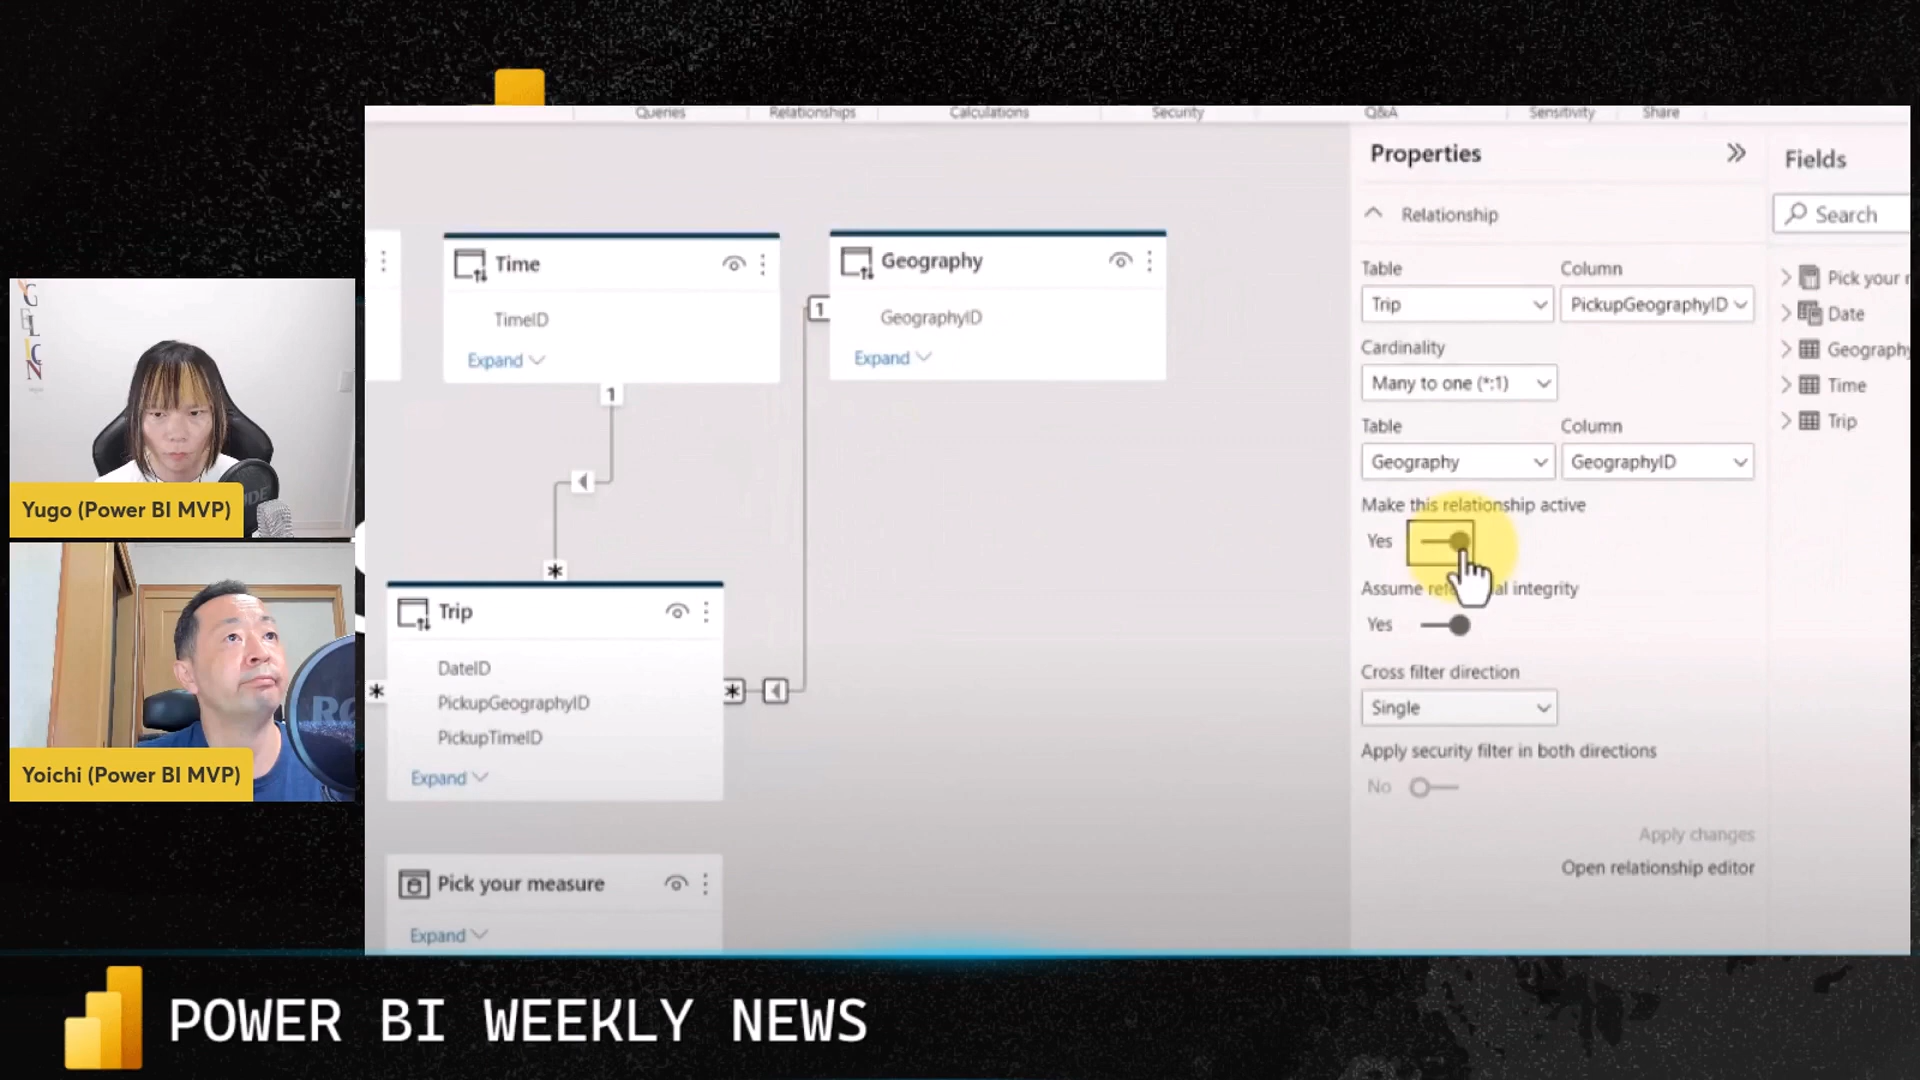 Queries
Relationships
Calculations
Security
Q&A
Sensitivity
Share
Time
TimeID
Expand
Geography
GeographyID
Expand
1
1
*
*
*
Trip
DateID
PickupGeographyID
PickupTimeID
Expand
Pick your measure
Expand
Properties
Relationship
Table
Column
Trip
PickupGeographyID
Cardinality
Many to one (*:1)
Table
Column
Geography
GeographyID
Make this relationship active
Yes
Assume integrity
Yes
Cross filter direction
Single
Apply security filter in both directions
No
Apply changes
Open relationship editor
Fields
Search
Pick your
Date
Geography
Time
Trip
Yugo (Power BI MVP)
Yoichi (Power BI MVP)
POWER BI WEEKLY NEWS